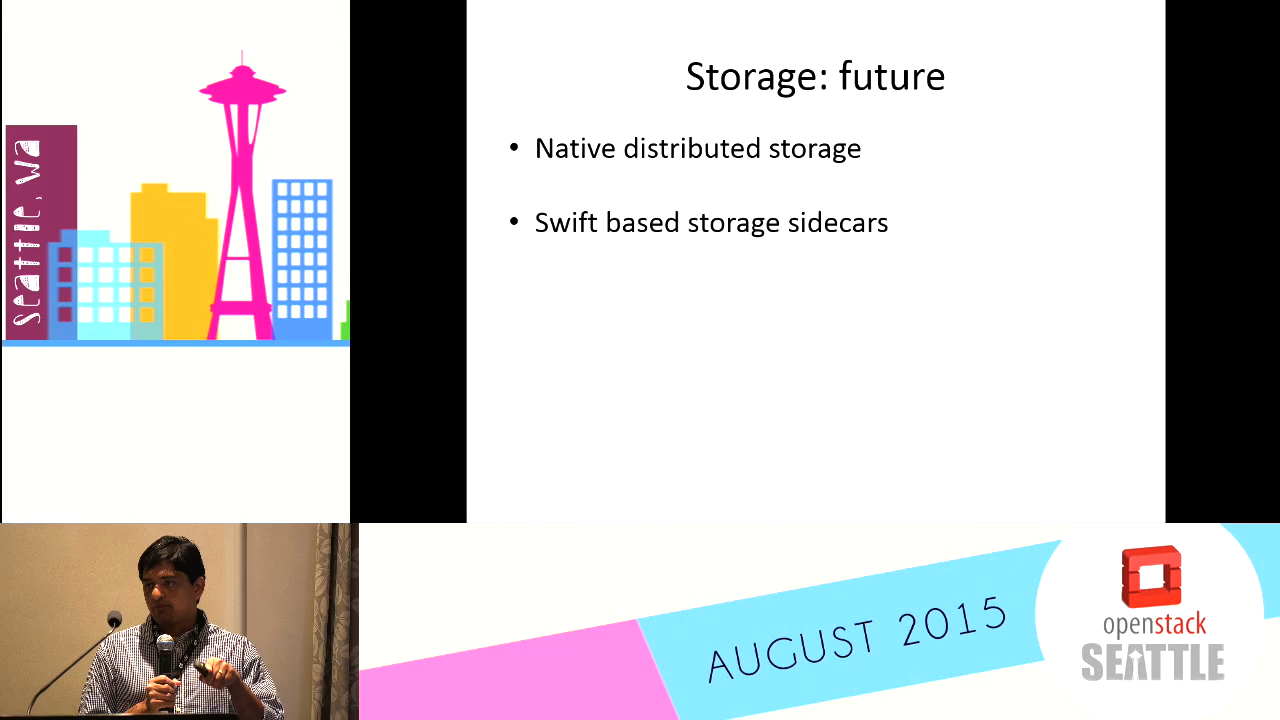 Seattle, WA
Storage: future
• Native distributed storage
• Swift based storage sidecars
AUGUST 2015
openstack
SEATTLE